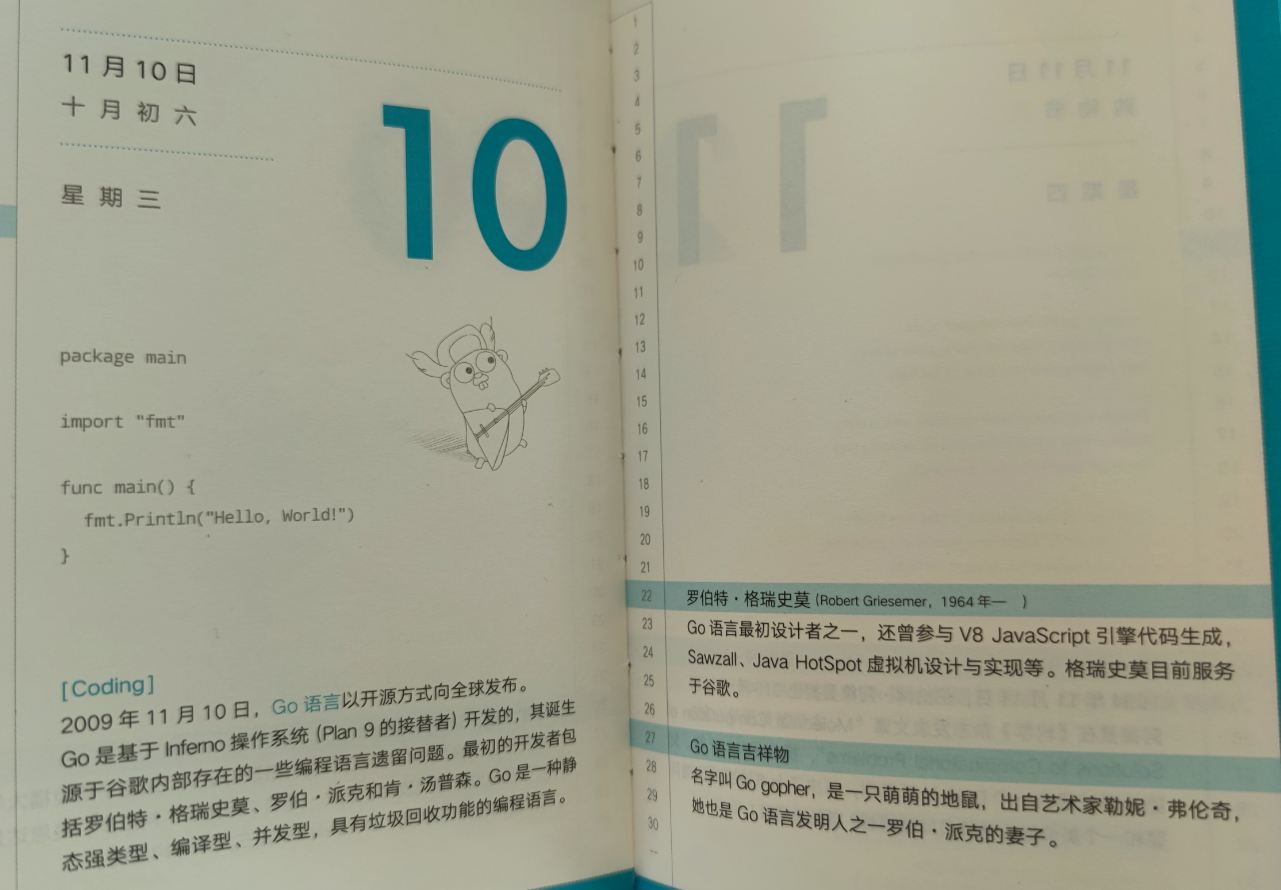 11 月 10 日
十 月 初 六
10
星 期 三
package main
import "fmt"
func main() {
fmt.Println("Hello, World!")
}
[Coding]
2009 年 11 月 10 日，Go 语言以开源方式向全球发布。
Go 是基于 Inferno 操作系统 (Plan 9 的接替者) 开发的，其诞生
源于谷歌内部存在的一些编程语言遗留问题。最初的开发者包
括罗伯特·格瑞史莫、罗伯·派克和肯·汤普森。Go 是一种静
态强类型、编译型、并发型，具有垃圾回收功能的编程语言。
1
2
3
4
5
6
7
8
9
10
11
12
13
14
15
16
17
18
19
20
21
22 罗伯特·格瑞史莫 (Robert Griesemer，1964 年— )
23 Go 语言最初设计者之一，还曾参与 V8 JavaScript 引擎代码生成，
24 Sawzall、Java HotSpot 虚拟机设计与实现等。格瑞史莫目前服务
25 于谷歌。
26
27 Go 语言吉祥物
28 名字叫 Go gopher，是一只萌萌的地鼠，出自艺术家勒妮·弗伦奇，
29 她也是 Go 语言发明人之一罗伯·派克的妻子。
30